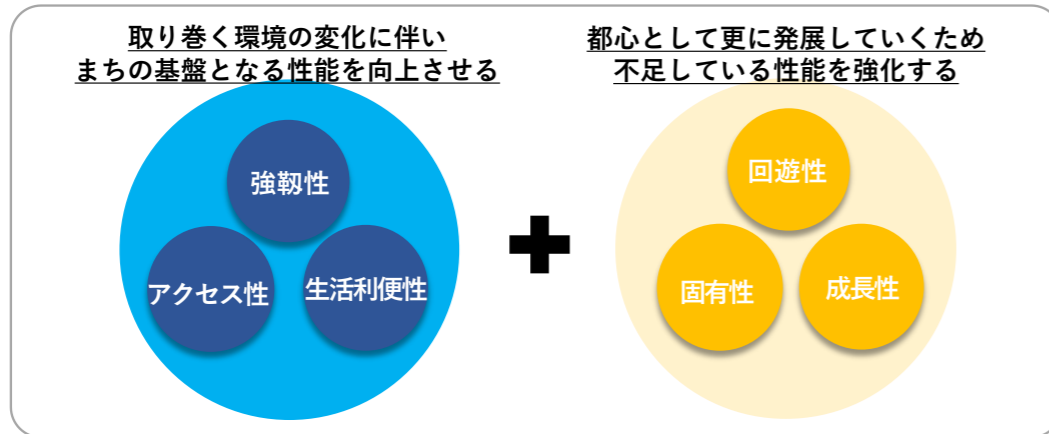 取り巻く環境の変化に伴い
まちの基盤となる性能を向上させる
強靭性
アクセス性
生活利便性
都心として更に発展していくため
不足している性能を強化する
回遊性
固有性
成長性